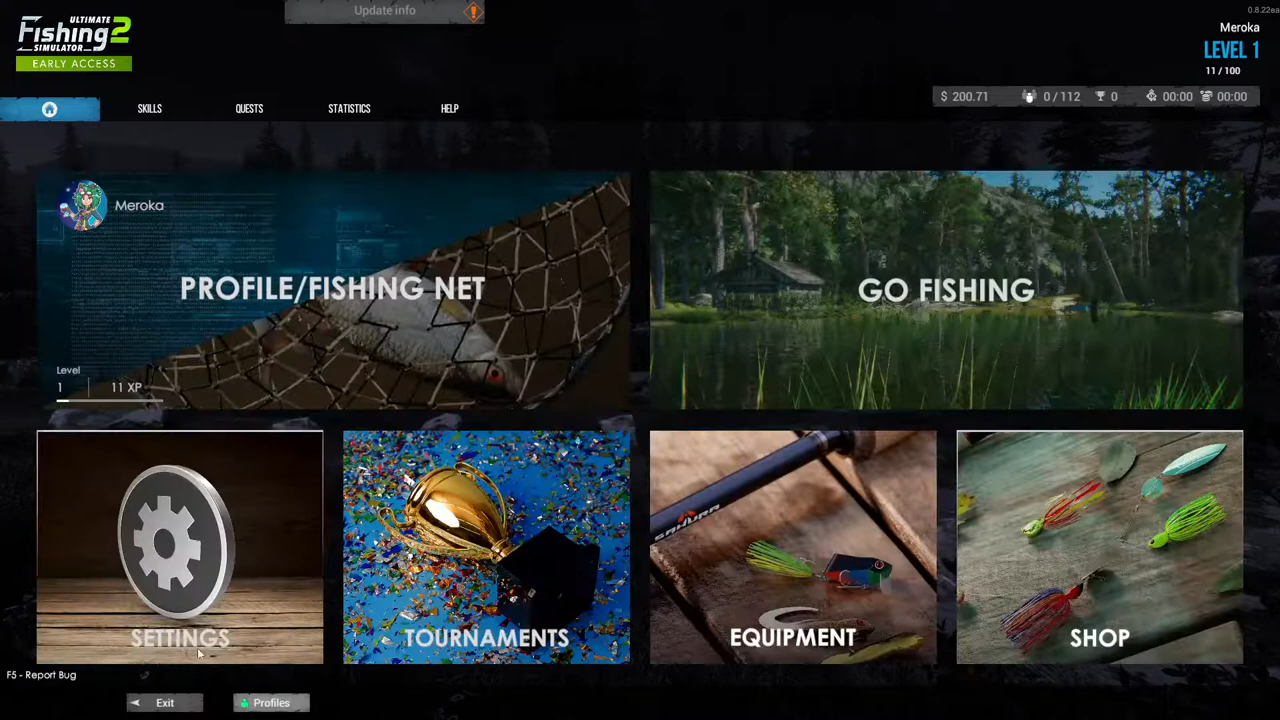 Update info
0.8.22ea
ULTIMATE
Fishing 2
SIMULATOR
EARLY ACCESS
Meroka
LEVEL 1
11 / 100
$ 200.71 0 / 112 0 00:00 00:00
SKILLS QUESTS STATISTICS HELP
Meroka
PROFILE/FISHING NET
GO FISHING
Level
1 11 XP
SAKURA
SETTINGS
TOURNAMENTS
EQUIPMENT
SHOP
F5 - Report Bug
Exit Profiles